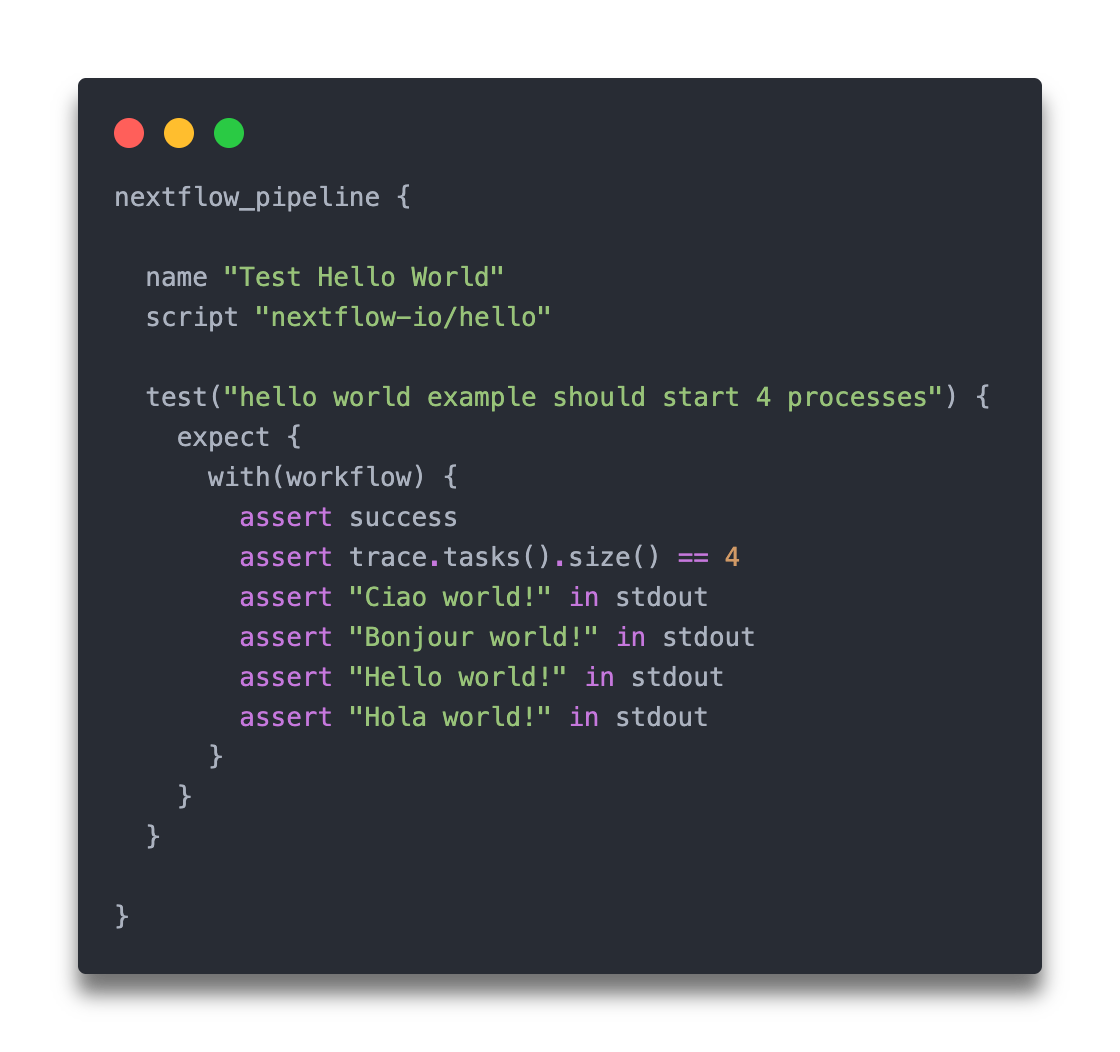 nextflow_pipeline {
name "Test Hello World"
script "nextflow-io/hello"
test("hello world example should start 4 processes") {
expect {
with(workflow) {
assert success
assert trace.tasks().size() == 4
assert "Ciao world!" in stdout
assert "Bonjour world!" in stdout
assert "Hello world!" in stdout
assert "Hola world!" in stdout
}
}
}
}